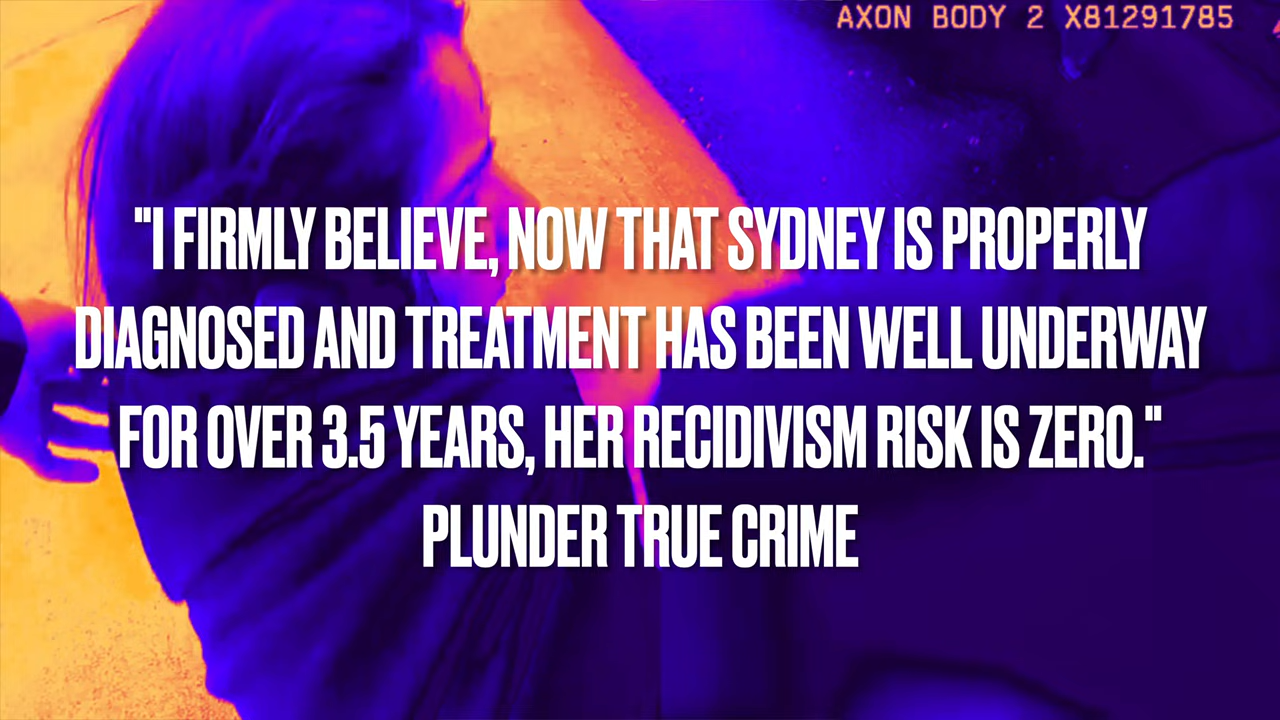 AXON BODY 2 X81291785
"I FIRMLY BELIEVE, NOW THAT SYDNEY IS PROPERLY
DIAGNOSED AND TREATMENT HAS BEEN WELL UNDERWAY
FOR OVER 3.5 YEARS, HER RECIDIVISM RISK IS ZERO."
PLUNDER TRUE CRIME